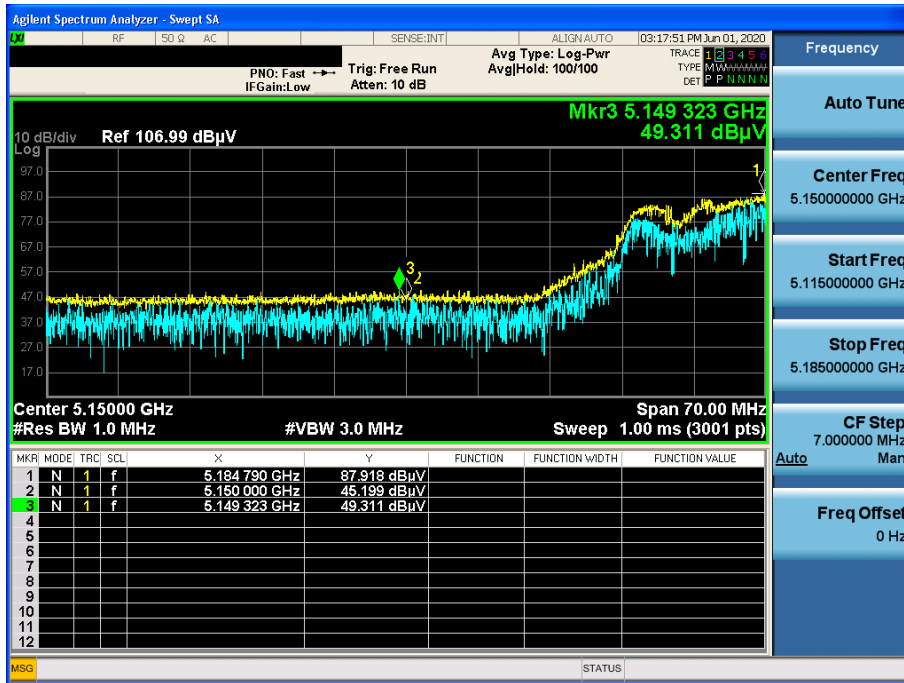 Agilent Spectrum Analyzer - Swept SA
LXI RF 50 Ω AC SENSE:INT ALIGN AUTO 03:17:51 PM Jun 01, 2020
Frequency
PNO: Fast Trig: Free Run Avg Type: Log-Pwr TRACE 1 2 3 4 5 6
IFGain:Low Atten: 10 dB Avg|Hold: 100/100 TYPE M W W W W W
DET P P N N N N
Auto Tune
Mkr3 5.149 323 GHz
49.311 dBµV
10 dB/div Ref 106.99 dBµV
Log
97.0
87.0
77.0
67.0
57.0
47.0
37.0
27.0
17.0
1
3
2
Center Freq
5.150000000 GHz
Start Freq
5.115000000 GHz
Stop Freq
5.185000000 GHz
Center 5.15000 GHz Span 70.00 MHz
#Res BW 1.0 MHz #VBW 3.0 MHz Sweep 1.00 ms (3001 pts)
CF Step
7.000000 MHz
Auto Man
MKR MODE TRC SCL X Y FUNCTION FUNCTION WIDTH FUNCTION VALUE
1 N 1 f 5.184 790 GHz 87.918 dBµV
2 N 1 f 5.150 000 GHz 45.199 dBµV
3 N 1 f 5.149 323 GHz 49.311 dBµV
4
5
6
7
8
9
10
11
12
Freq Offset
0 Hz
MSG STATUS